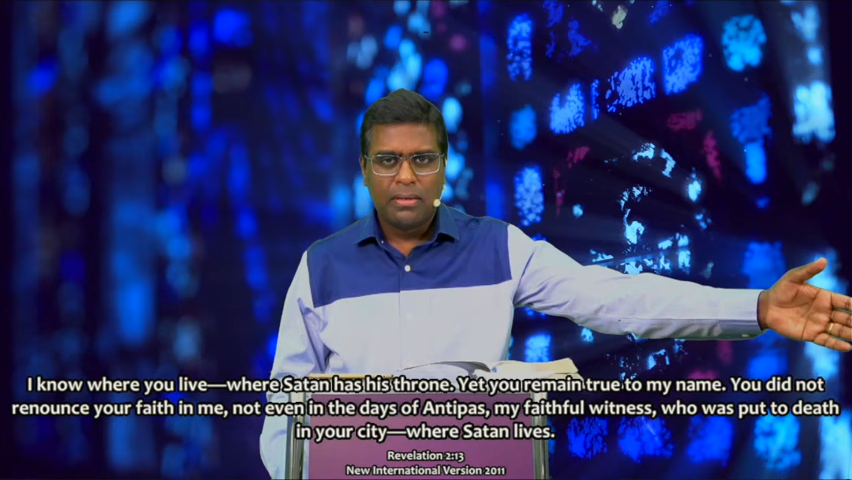 I know where you live—where Satan has his throne. Yet you remain true to my name. You did not
renounce your faith in me, not even in the days of Antipas, my faithful witness, who was put to death
in your city—where Satan lives.
Revelation 2:13
New International Version 2011